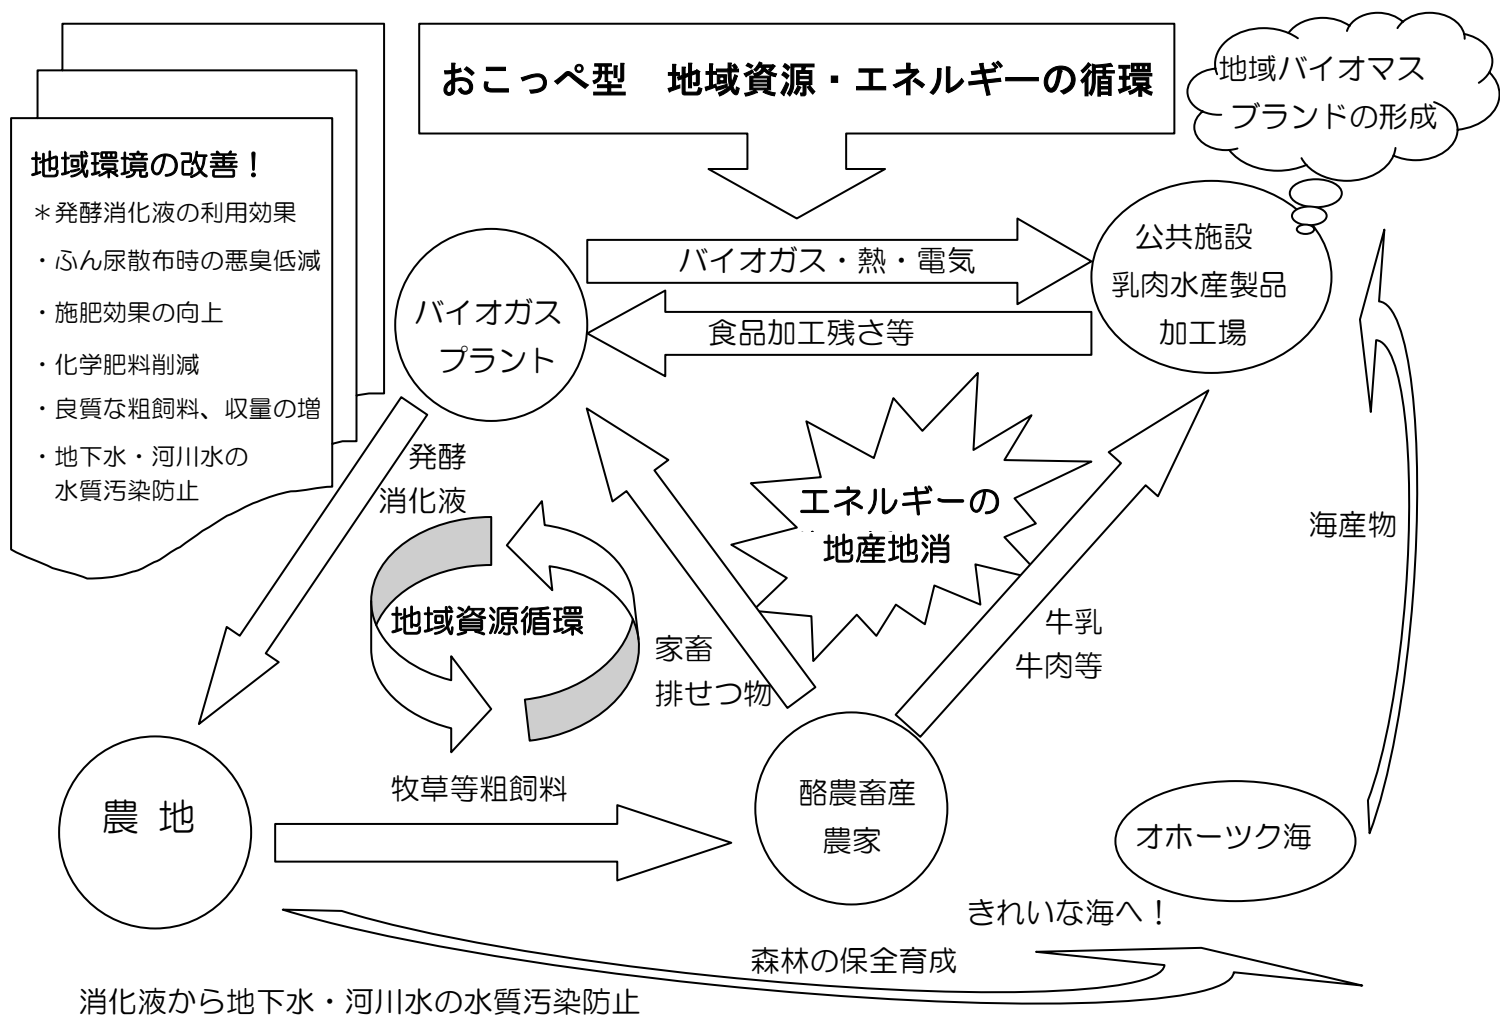 おこっぺ型　地域資源・エネルギーの循環
地域バイオマス
ブランドの形成
地域環境の改善！
＊発酵消化液の利用効果
・ふん尿散布時の悪臭低減
・施肥効果の向上
・化学肥料削減
・良質な粗飼料、収量の増
・地下水・河川水の
水質汚染防止
バイオガス
プラント
バイオガス・熱・電気
食品加工残さ等
公共施設
乳肉水産製品
加工場
発酵
消化液
エネルギーの
地産地消
地域資源循環
家畜
排せつ物
牛乳
牛肉等
海産物
農 地
牧草等粗飼料
酪農畜産
農家
オホーツク海
きれいな海へ！
森林の保全育成
消化液から地下水・河川水の水質汚染防止